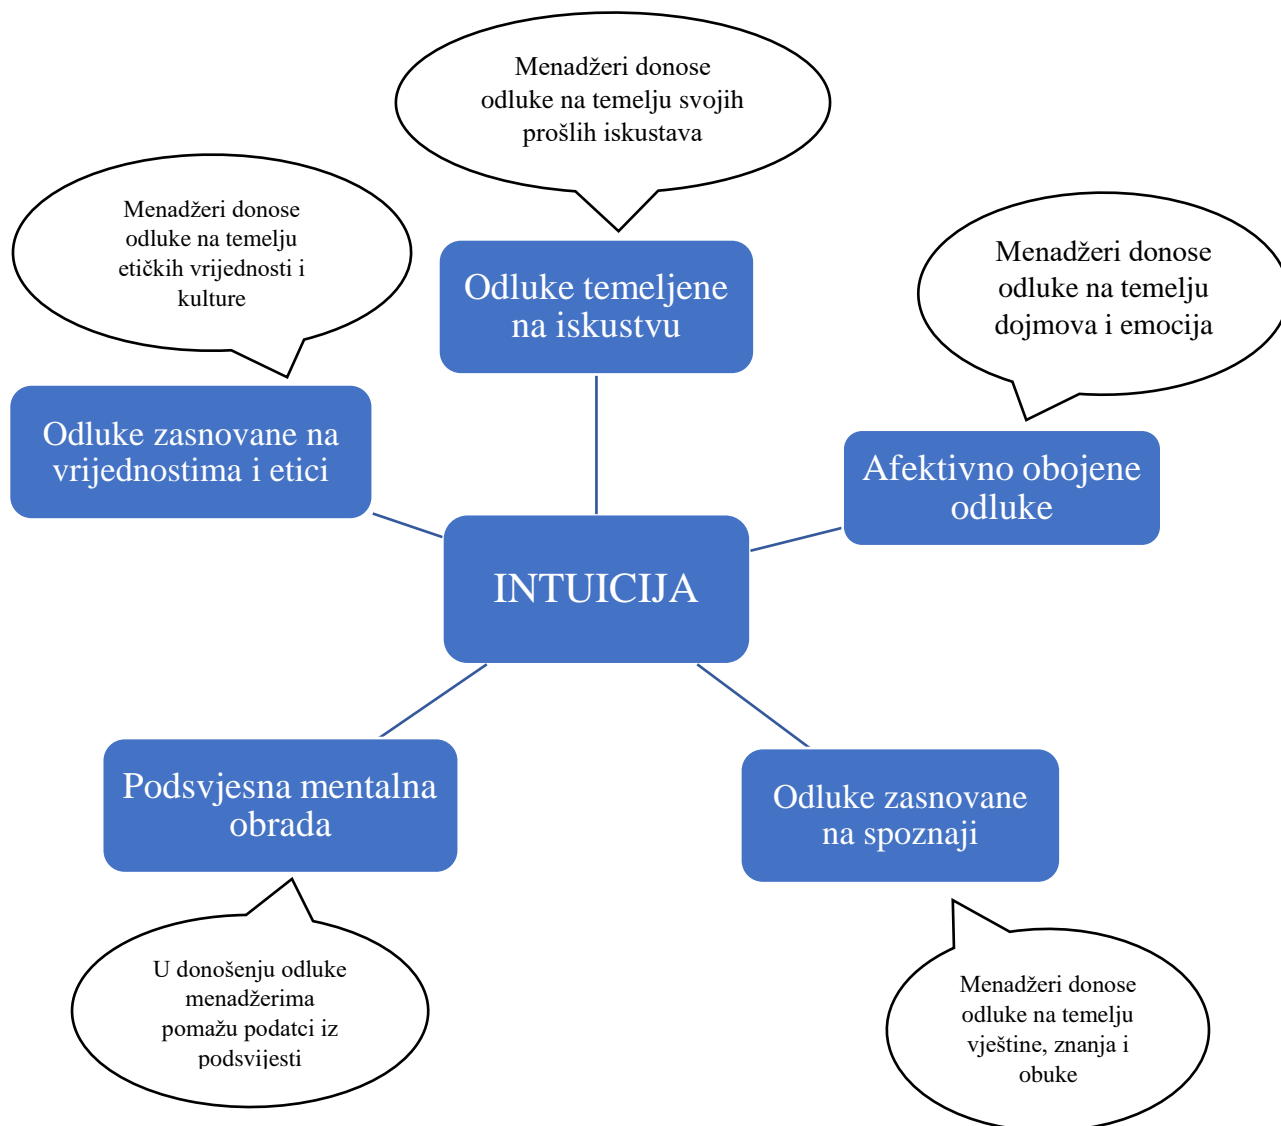 Menadžeri donose
odluke na temelju svojih
prošlih iskustava
Menadžeri donose
odluke na temelju
etičkih vrijednosti i
kulture
Menadžeri donose
odluke na temelju
dojmova i emocija
Odluke temeljene
na iskustvu
Odluke zasnovane na
vrijednostima i etici
Afektivno obojene
odluke
INTUICIJA
Podsvjesna mentalna
obrada
Odluke zasnovane
na spoznaji
U donošenju odluke
menadžerima
pomažu podatci iz
podsvijesti
Menadžeri donose
odluke na temelju
vještine, znanja i
obuke